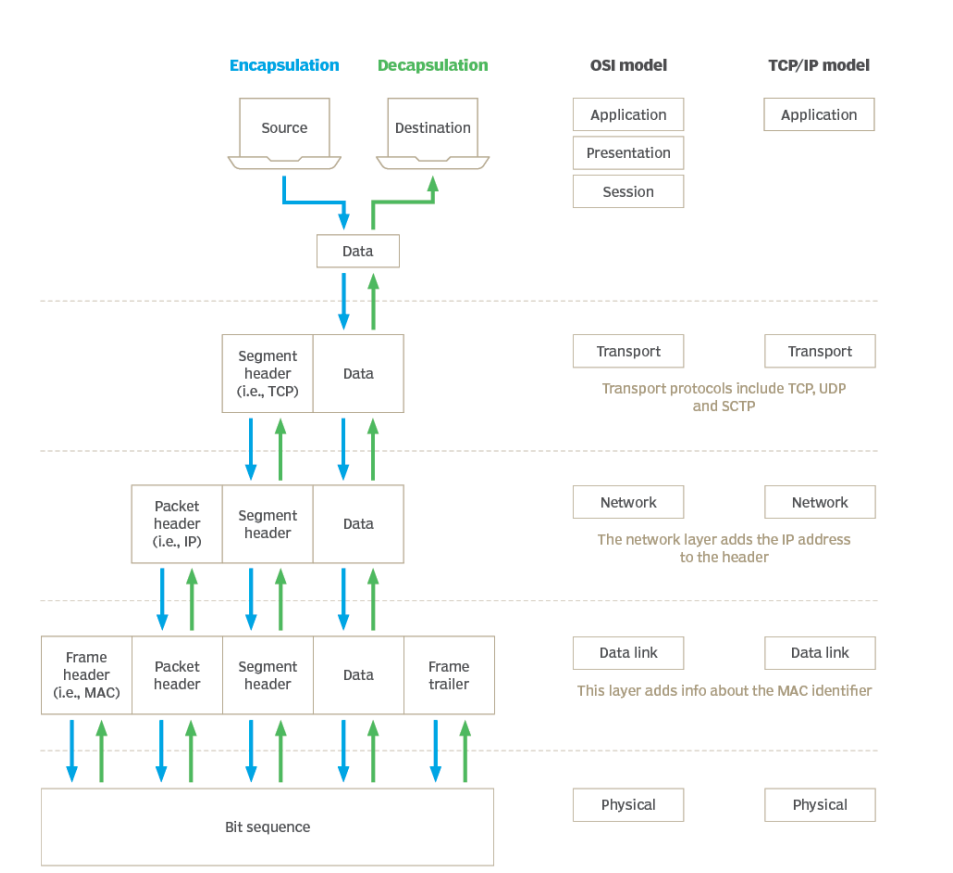 Encapsulation
Decapsulation
OSI model
TCP/IP model
Source
Destination
Application
Application
Presentation
Session
Data
Segment
header
(i.e., TCP)
Data
Transport
Transport
Transport protocols include TCP, UDP
and SCTP
Packet
header
(i.e., IP)
Segment
header
Data
Network
Network
The network layer adds the IP address
to the header
Frame
header
(i.e., MAC)
Packet
header
Segment
header
Data
Frame
trailer
Data link
Data link
This layer adds info about the MAC identifier
Bit sequence
Physical
Physical